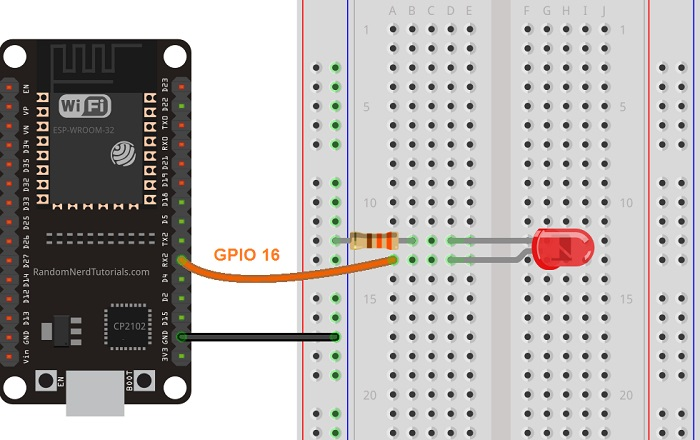 A B C D E
F G H I J
1
1
5
5
10
10
15
15
20
20
EN
VP
VN
D34
D35
D32
D33
D25
D26
D27
D14
D12
D13
GND
Vin
WiFi
ESP-WROOM-32
RandomNerdTutorials.com
CP2102
EN
BOOT
D23
D22
TX0
RX0
D21
D19
D18
D5
TX2
RX2
D4
D2
D15
GND
3V3
GPIO 16